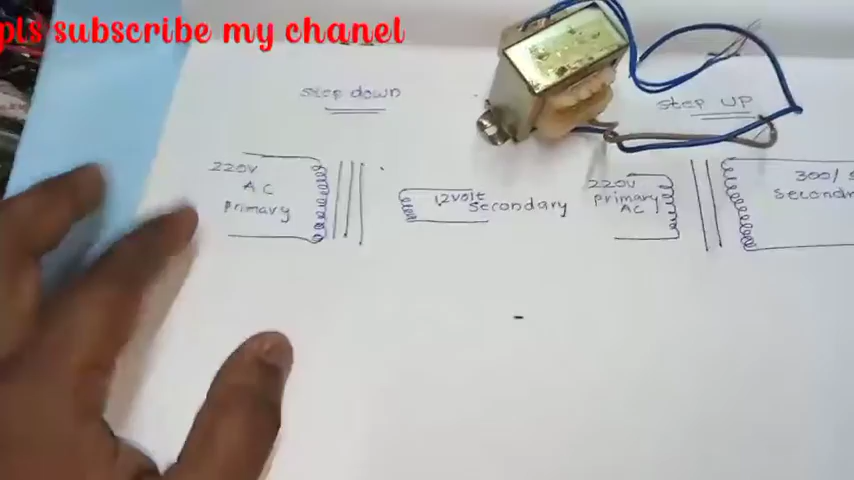 pls subscribe my chanel
step down
step UP
220V
AC
primary
12volt
Secondary
220V
primary
AC
300/
Secondar